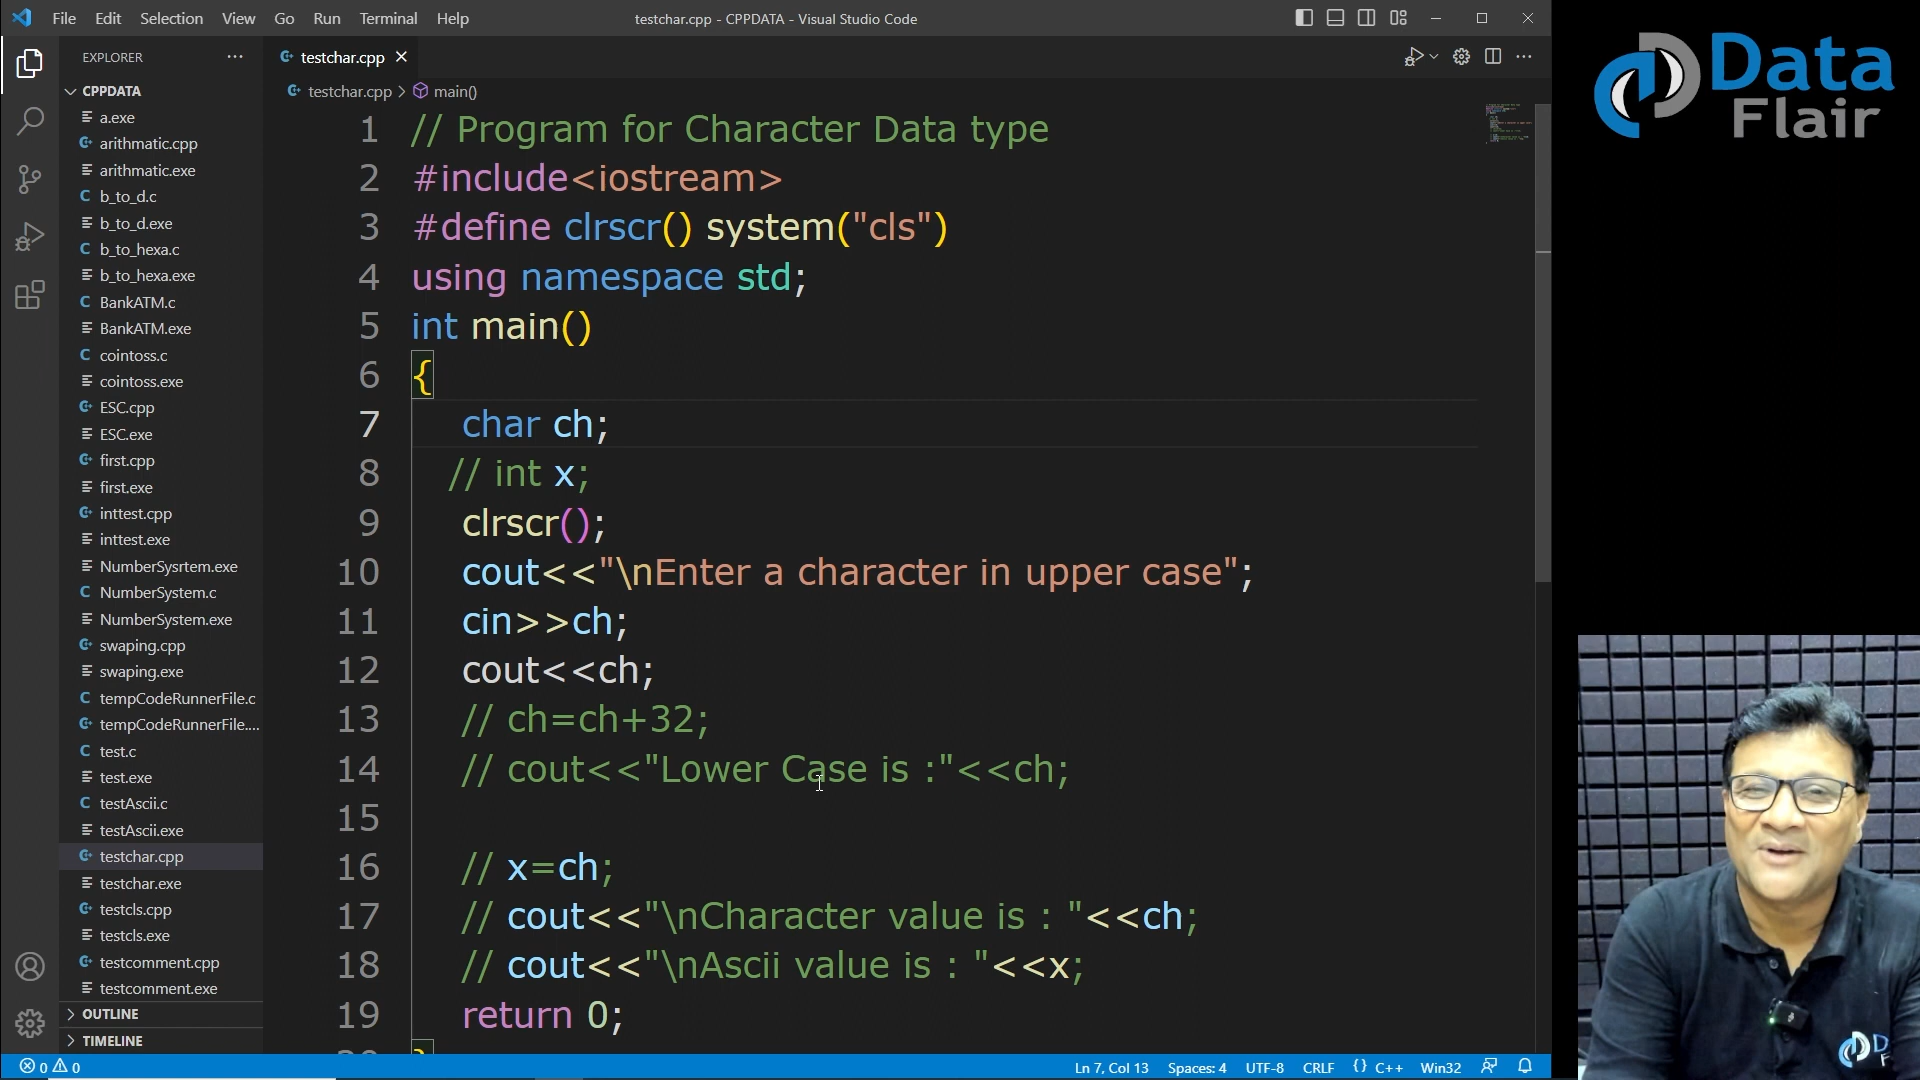 File Edit Selection View Go Run Terminal Help
testchar.cpp - CPPDATA - Visual Studio Code
EXPLORER
CPPDATA
a.exe
arithmatic.cpp
arithmatic.exe
b_to_d.c
b_to_d.exe
b_to_hexa.c
b_to_hexa.exe
BankATM.c
BankATM.exe
cointoss.c
cointoss.exe
ESC.cpp
ESC.exe
first.cpp
first.exe
inttest.cpp
inttest.exe
NumberSysrtem.exe
NumberSystem.c
NumberSystem.exe
swaping.cpp
swaping.exe
tempCodeRunnerFile.c
tempCodeRunnerFile....
test.c
test.exe
testAscii.c
testAscii.exe
testchar.cpp
testchar.exe
testcls.cpp
testcls.exe
testcomment.cpp
testcomment.exe
OUTLINE
TIMELINE
testchar.cpp
testchar.cpp > main()
1 // Program for Character Data type
2 #include<iostream>
3 #define clrscr() system("cls")
4 using namespace std;
5 int main()
6 {
7 char ch;
8 // int x;
9 clrscr();
10 cout<<"\nEnter a character in upper case";
11 cin>>ch;
12 cout<<ch;
13 // ch=ch+32;
14 // cout<<"Lower Case is :"<<ch;
15
16 // x=ch;
17 // cout<<"\nCharacter value is : "<<ch;
18 // cout<<"\nAscii value is : "<<x;
19 return 0;
0 0
Ln 7, Col 13 Spaces: 4 UTF-8 CRLF {} C++ Win32
Data
Flair